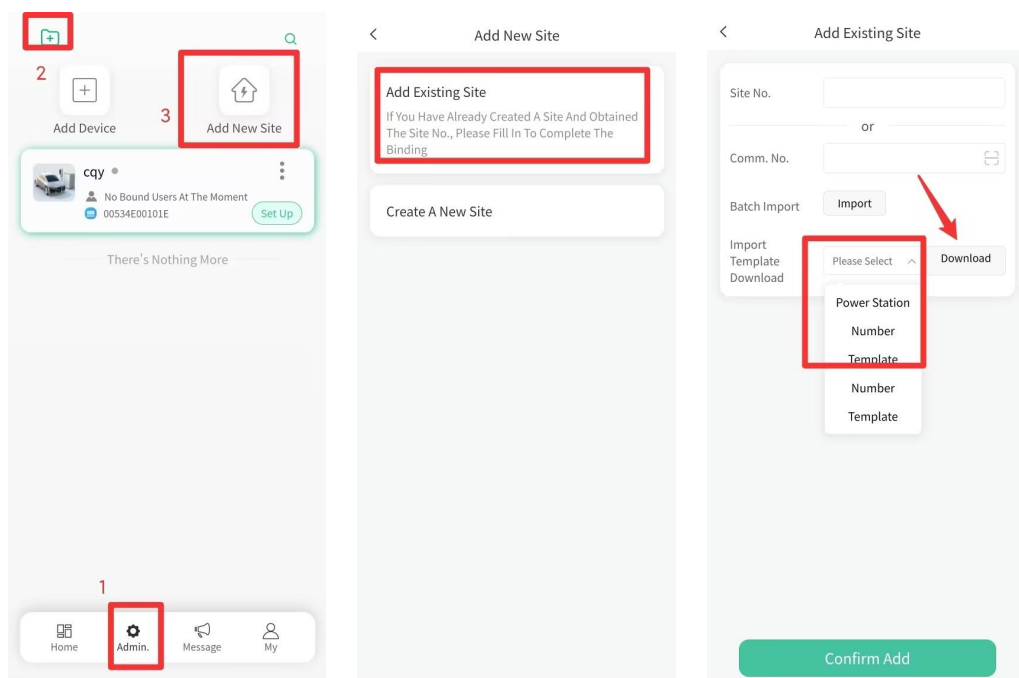 2
3
Add Device
Add New Site
cqy
No Bound Users At The Moment
00534E00101E
Set Up
There's Nothing More
1
Home
Admin.
Message
My
Add New Site
Add Existing Site
If You Have Already Created A Site And Obtained
The Site No., Please Fill In To Complete The
Binding
Create A New Site
Add Existing Site
Site No.
or
Comm. No.
Batch Import
Import
Import
Template
Download
Please Select
Download
Power Station
Number
Template
Number
Template
Confirm Add